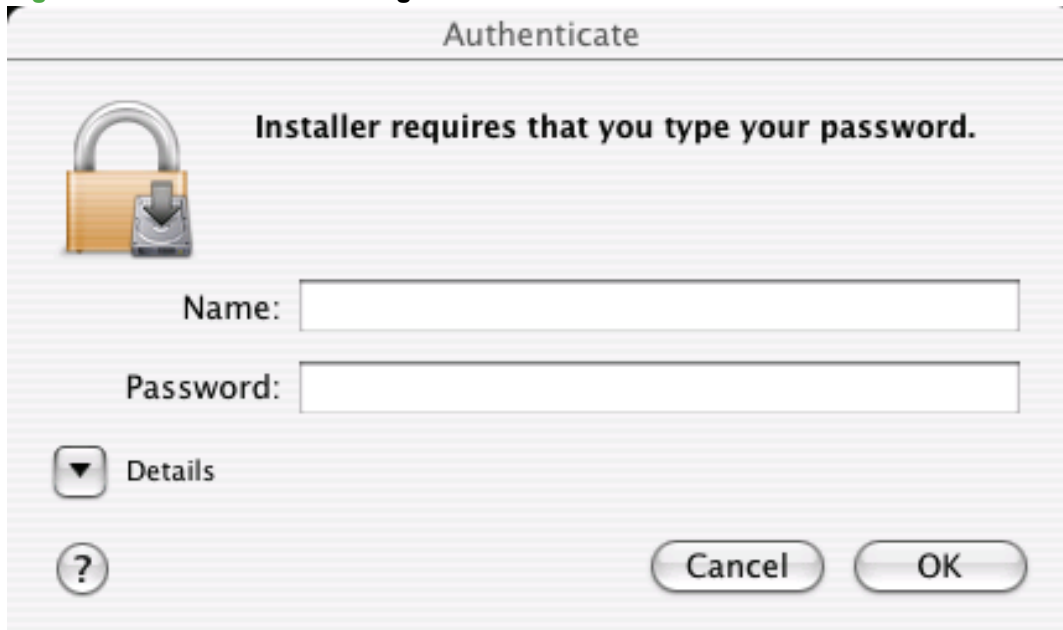 Authenticate
Installer requires that you type your password.
Name:
Password:
Details
?
Cancel
OK